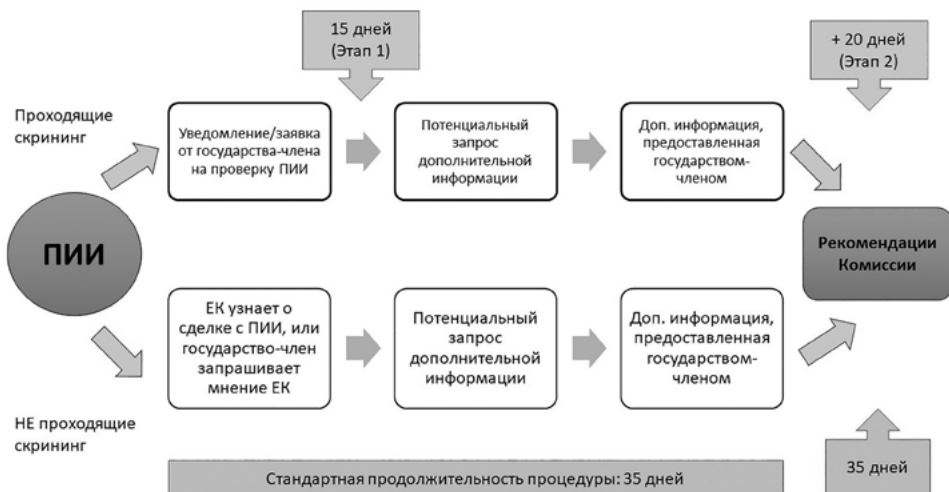 15 дней
(Этап 1)
+ 20 дней
(Этап 2)
Проходящие
скрининг
Уведомление/заявка
от государства-члена
на проверку ПИИ
Потенциальный
запрос
дополнительной
информации
Доп. информация,
предоставленная
государством-
членом
ПИИ
Рекомендации
Комиссии
ЕК узнает о
сделке с ПИИ, или
государство-член
запрашивает
мнение ЕК
Потенциальный
запрос
дополнительной
информации
Доп. информация,
предоставленная
государством-
членом
НЕ проходящие
скрининг
Стандартная продолжительность процедуры: 35 дней
35 дней